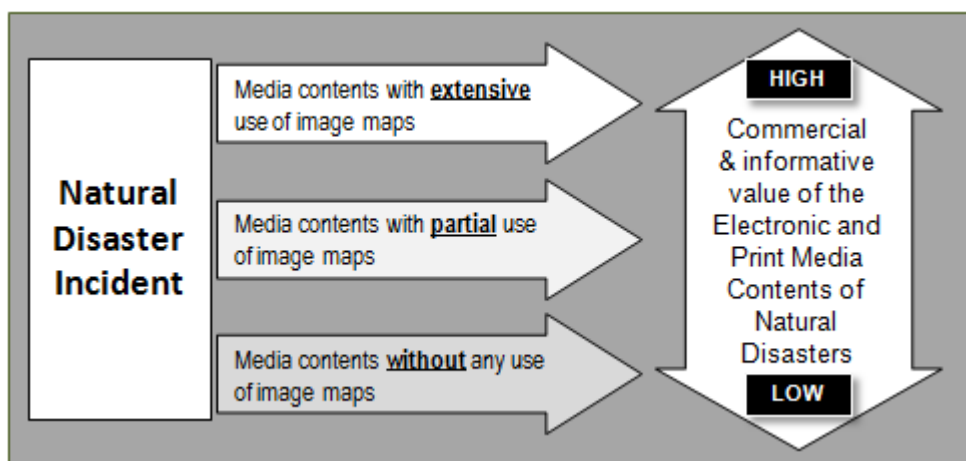 Natural
Disaster
Incident
Media contents with extensive
use of image maps
Media contents with partial use
of image maps
Media contents without any use
of image maps
HIGH
Commercial
& informative
value of the
Electronic and
Print Media
Contents of
Natural
Disasters
LOW